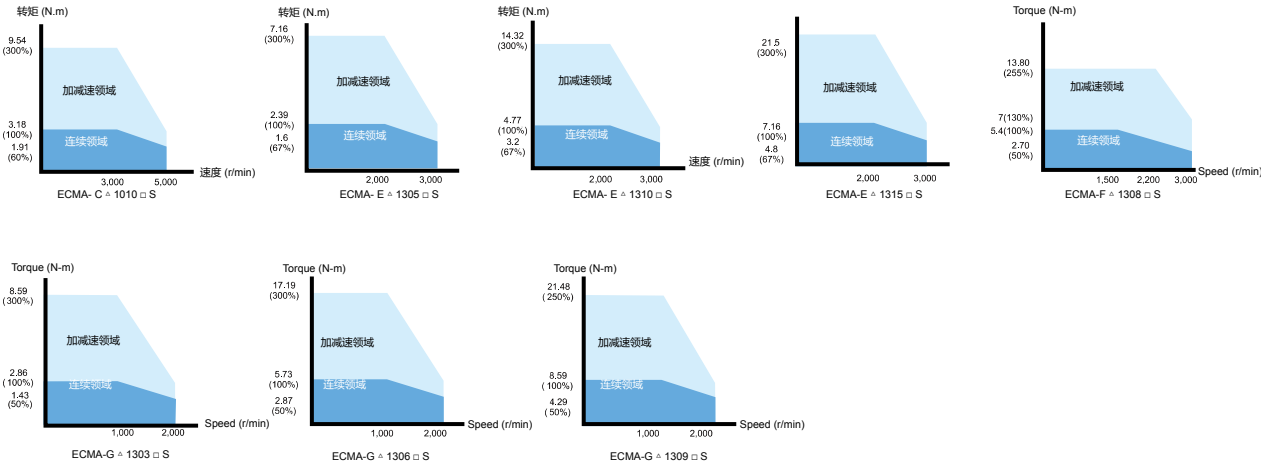 转矩 (N.m)
9.54
(300%)
加减速领域
3.18
(100%)
连续领域
1.91
(60%)
3,000
5,000
速度 (r/min)
ECMA- C △ 1010 □ S
转矩 (N.m)
7.16
(300%)
加减速领域
2.39
(100%)
连续领域
1.6
(67%)
2,000
3,000
ECMA- E △ 1305 □ S
转矩 (N.m)
14.32
(300%)
加减速领域
4.77
(100%)
连续领域
3.2
(67%)
2,000
3,000
速度 (r/min)
ECMA- E △ 1310 □ S
21.5
(300%)
加减速领域
7.16
(100%)
连续领域
4.8
(67%)
2,000
3,000
ECMA-E △ 1315 □ S
Torque (N-m)
13.80
(255%)
加减速领域
7(130%)
5.4(100%)
连续领域
2.70
(50%)
1,500
2,200
3,000
Speed (r/min)
ECMA-F △ 1308 □ S
Torque (N-m)
8.59
(300%)
加减速领域
2.86
( 100%)
连续领域
1.43
(50%)
1,000
2,000
Speed (r/min)
ECMA-G △ 1303 □ S
Torque (N-m)
17.19
(300%)
加减速领域
5.73
(100%)
连续领域
2.87
(50%)
1,000
2,000
Speed (r/min)
ECMA-G △ 1306 □ S
Torque (N-m)
21.48
( 250%)
加减速领域
8.59
( 100%)
连续领域
4.29
( 50%)
1,000
2,000
Speed (r/min)
ECMA-G △ 1309 □ S